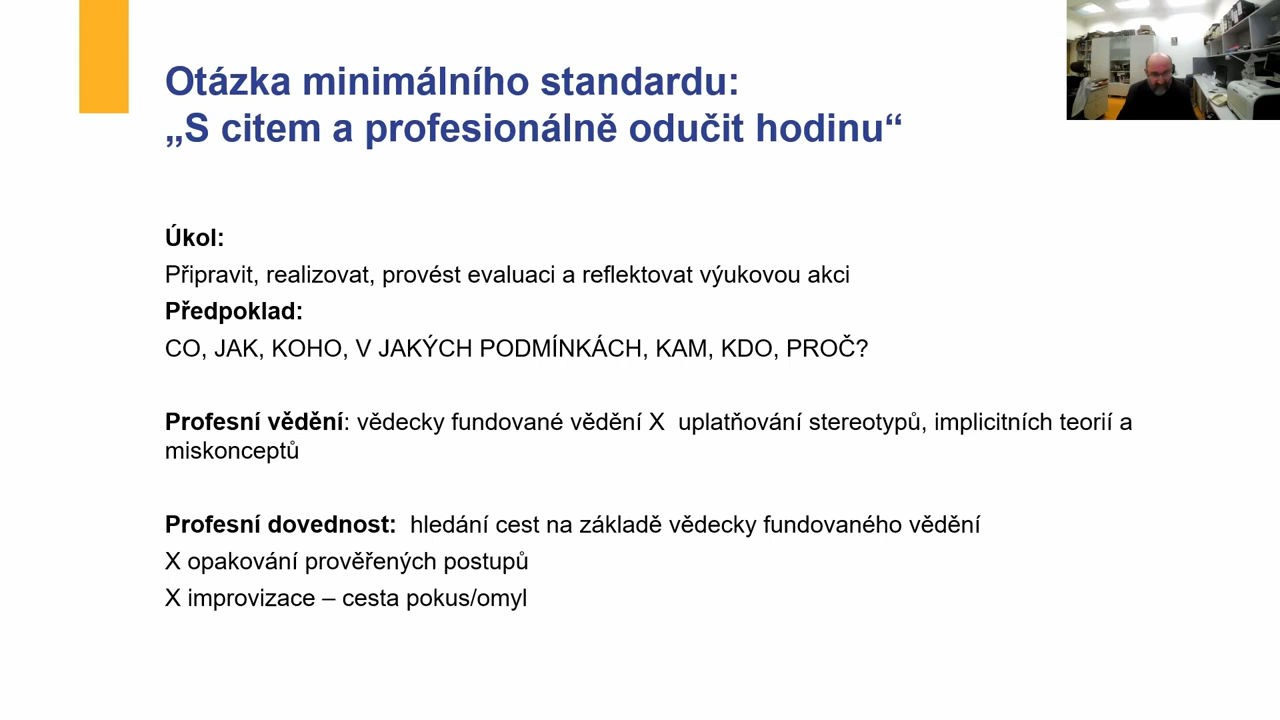 Otázka minimálního standardu:
„S citem a profesionálně odučit hodinu“
Úkol:
Připravit, realizovat, provést evaluaci a reflektovat výukovou akci
Předpoklad:
CO, JAK, KOHO, V JAKÝCH PODMÍNKÁCH, KAM, KDO, PROČ?
Profesní vědění: vědecky fundované vědění X  uplatňování stereotypů, implicitních teorií a
miskonceptů
Profesní dovednost:  hledání cest na základě vědecky fundovaného vědění
X opakování prověřených postupů
X improvizace – cesta pokus/omyl